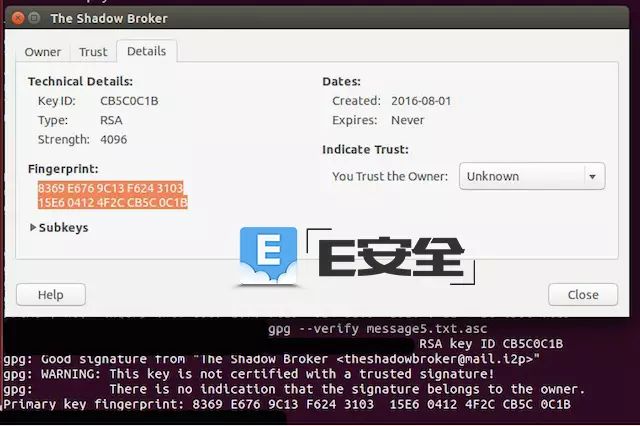 The Shadow Broker
Owner Trust Details
Technical Details:
Key ID: CB5C0C1B
Type: RSA
Strength: 4096
Fingerprint:
8369 E676 9C13 F624 3103
15E6 0412 4F2C CB5C 0C1B
Subkeys
Dates:
Created: 2016-08-01
Expires: Never
Indicate Trust:
You Trust the Owner: Unknown
E E安全
Help Close
gpg --verify message5.txt.asc
RSA key ID CB5C0C1B
gpg: Good signature from "The Shadow Broker <theshadowbroker@mail.i2p>"
gpg: WARNING: This key is not certified with a trusted signature!
gpg: There is no indication that the signature belongs to the owner.
Primary key fingerprint: 8369 E676 9C13 F624 3103 15E6 0412 4F2C CB5C 0C1B